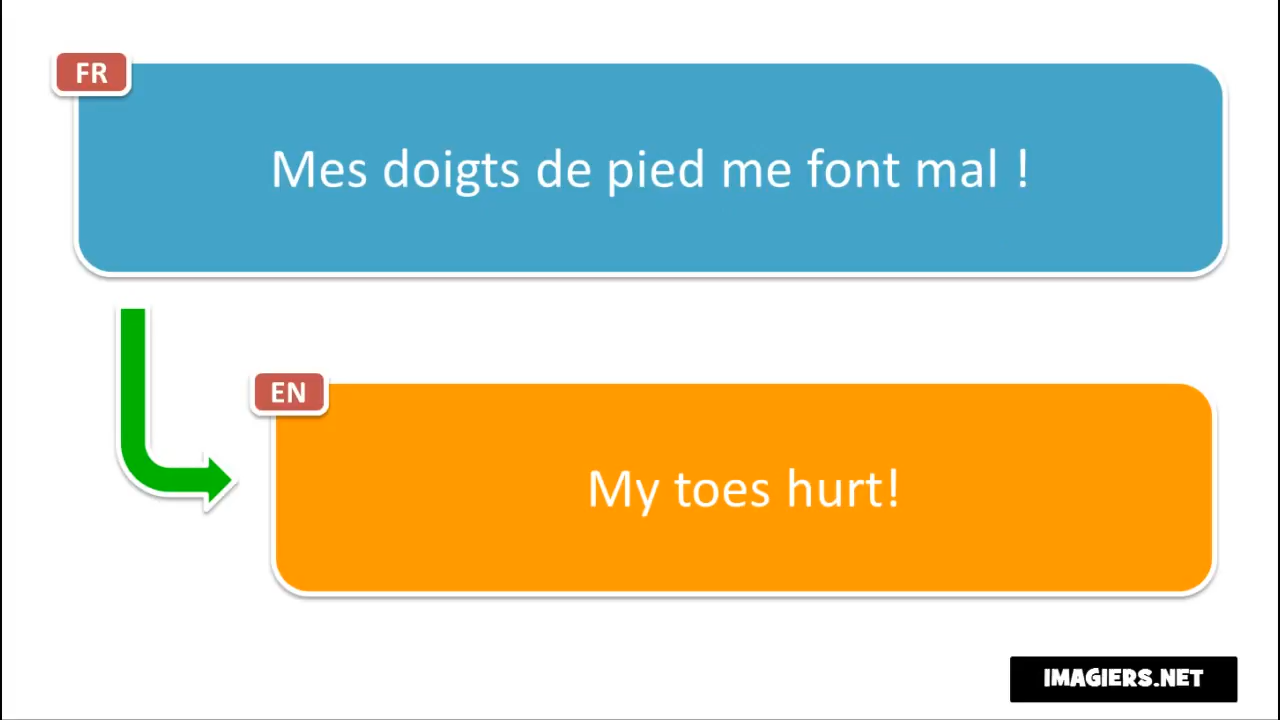 FR
Mes doigts de pied me font mal !
EN
My toes hurt!
IMAGIERS.NET